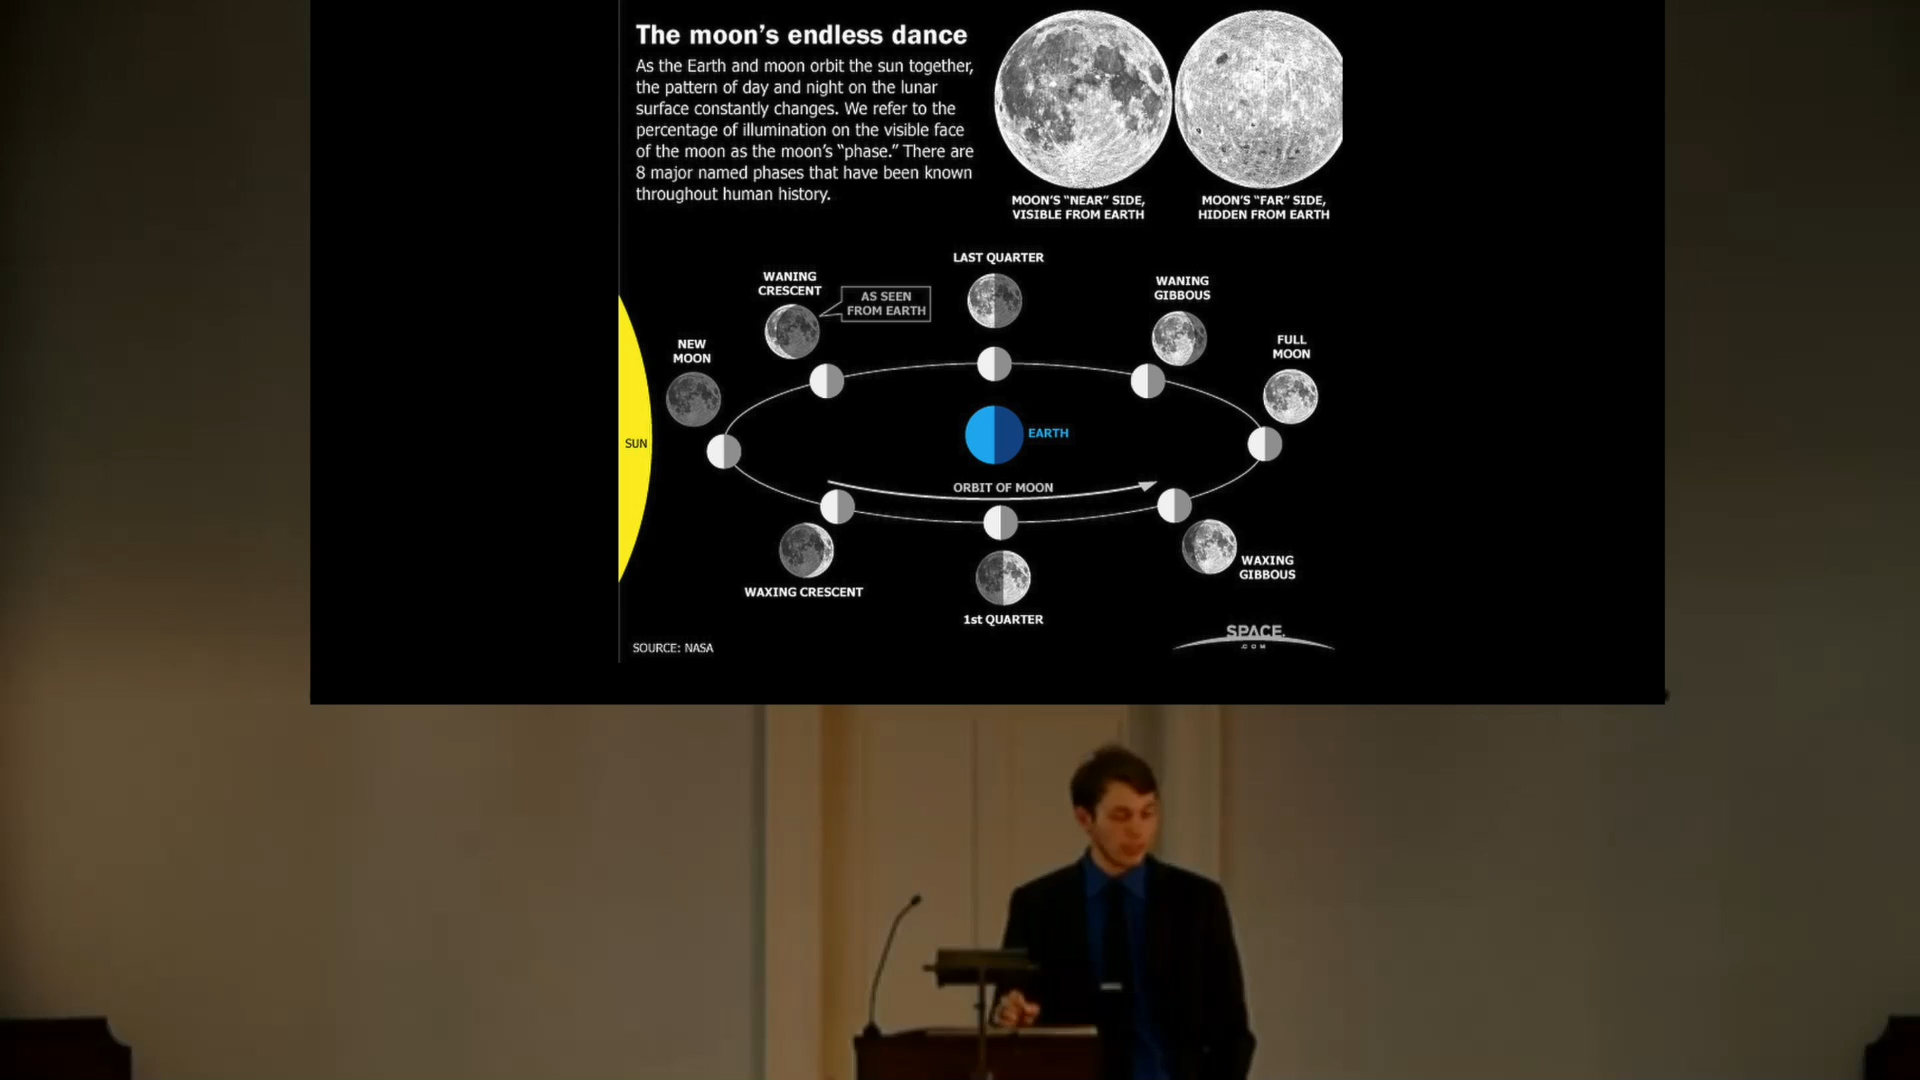 The moon's endless dance
As the Earth and moon orbit the sun together,
the pattern of day and night on the lunar
surface constantly changes. We refer to the
percentage of illumination on the visible face
of the moon as the moon's “phase.” There are
8 major named phases that have been known
throughout human history.
MOON'S “NEAR” SIDE,
VISIBLE FROM EARTH
MOON'S “FAR” SIDE,
HIDDEN FROM EARTH
LAST QUARTER
WANING
CRESCENT
AS SEEN
FROM EARTH
WANING
GIBBOUS
NEW
MOON
FULL
MOON
SUN
EARTH
ORBIT OF MOON
WAXING CRESCENT
1st QUARTER
WAXING
GIBBOUS
SOURCE: NASA
SPACE
.COM